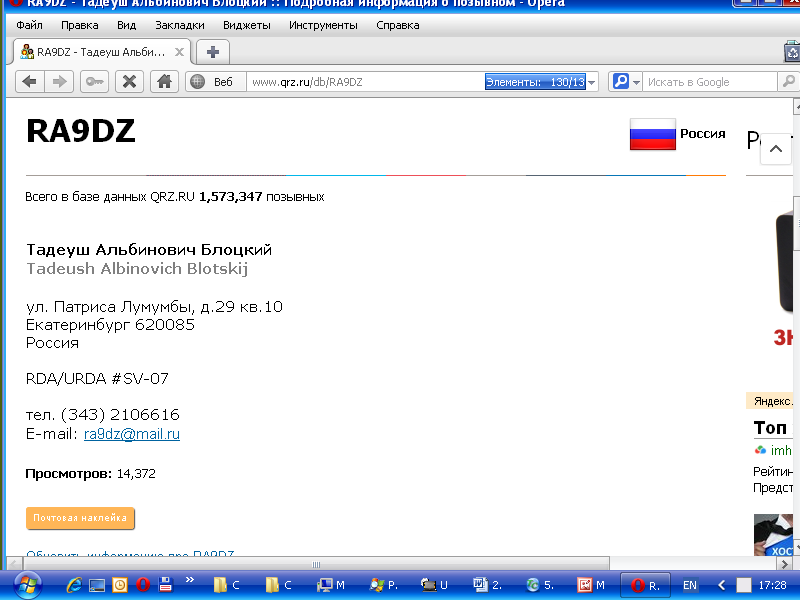 RA9DZ - Тадеуш Альбинович Блоцкий :: Подробная информация о позывном - Opera
Файл Правка Вид Закладки Виджеты Инструменты Справка
RA9DZ - Тадеуш Альби...
Веб www.qrz.ru/db/RA9DZ Элементы: 130/13 Искать в Google
RA9DZ
Россия
Всего в базе данных QRZ.RU 1,573,347 позывных
Тадеуш Альбинович Блоцкий
Tadeush Albinovich Blotskij
ул. Патриса Лумумбы, д.29 кв.10
Екатеринбург 620085
Россия
RDA/URDA #SV-07
тел. (343) 2106616
E-mail: ra9dz@mail.ru
Просмотров: 14,372
Почтовая наклейка
Обновить информацию про RA9DZ
ЗН
Яндекс.
Топ
imh
Рейтин
Предст
ХОСТ
C C M P. U 2. 5. M R. EN 17:28